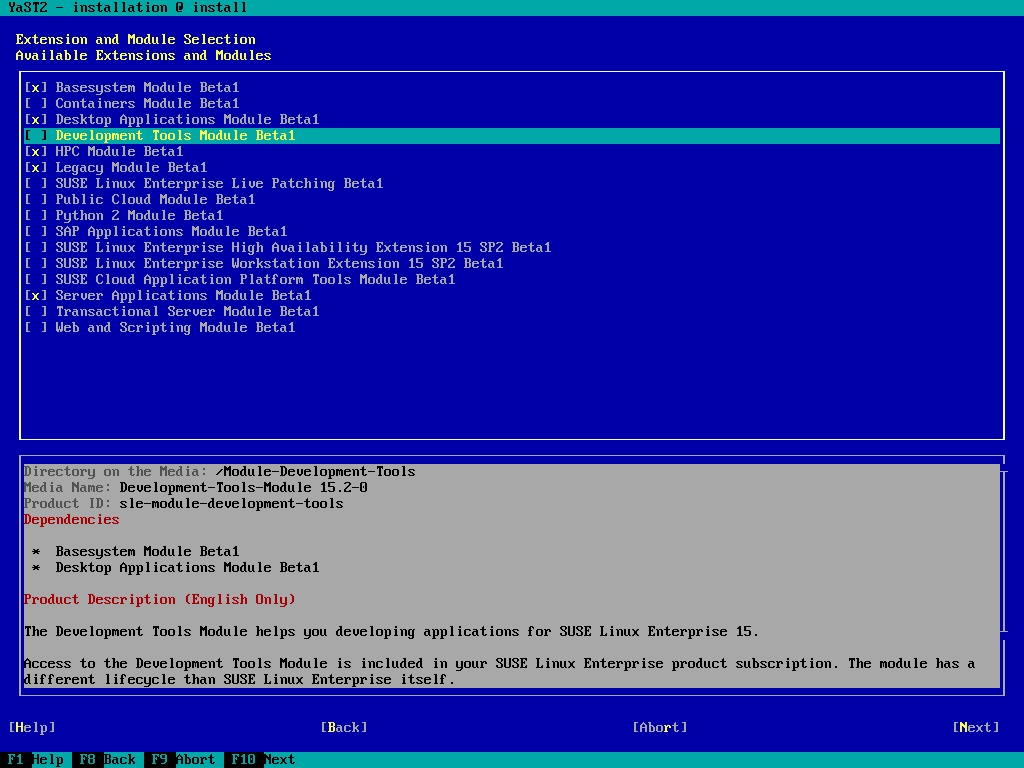 YaST2 - installation @ install
Extension and Module Selection
Available Extensions and Modules
[x] Basesystem Module Beta1
[ ] Containers Module Beta1
[x] Desktop Applications Module Beta1
[ ] Development Tools Module Beta1
[x] HPC Module Beta1
[x] Legacy Module Beta1
[ ] SUSE Linux Enterprise Live Patching Beta1
[ ] Public Cloud Module Beta1
[ ] Python 2 Module Beta1
[ ] SAP Applications Module Beta1
[ ] SUSE Linux Enterprise High Availability Extension 15 SP2 Beta1
[ ] SUSE Linux Enterprise Workstation Extension 15 SP2 Beta1
[ ] SUSE Cloud Application Platform Tools Module Beta1
[x] Server Applications Module Beta1
[ ] Transactional Server Module Beta1
[ ] Web and Scripting Module Beta1
Directory on the Media: /Module-Development-Tools
Media Name: Development-Tools-Module 15.2-0
Product ID: sle-module-development-tools
Dependencies
* Basesystem Module Beta1
* Desktop Applications Module Beta1
Product Description (English Only)
The Development Tools Module helps you developing applications for SUSE Linux Enterprise 15.
Access to the Development Tools Module is included in your SUSE Linux Enterprise product subscription. The module has a
different lifecycle than SUSE Linux Enterprise itself.
[Help] [Back] [Abort] [Next]
F1 Help F8 Back F9 Abort F10 Next